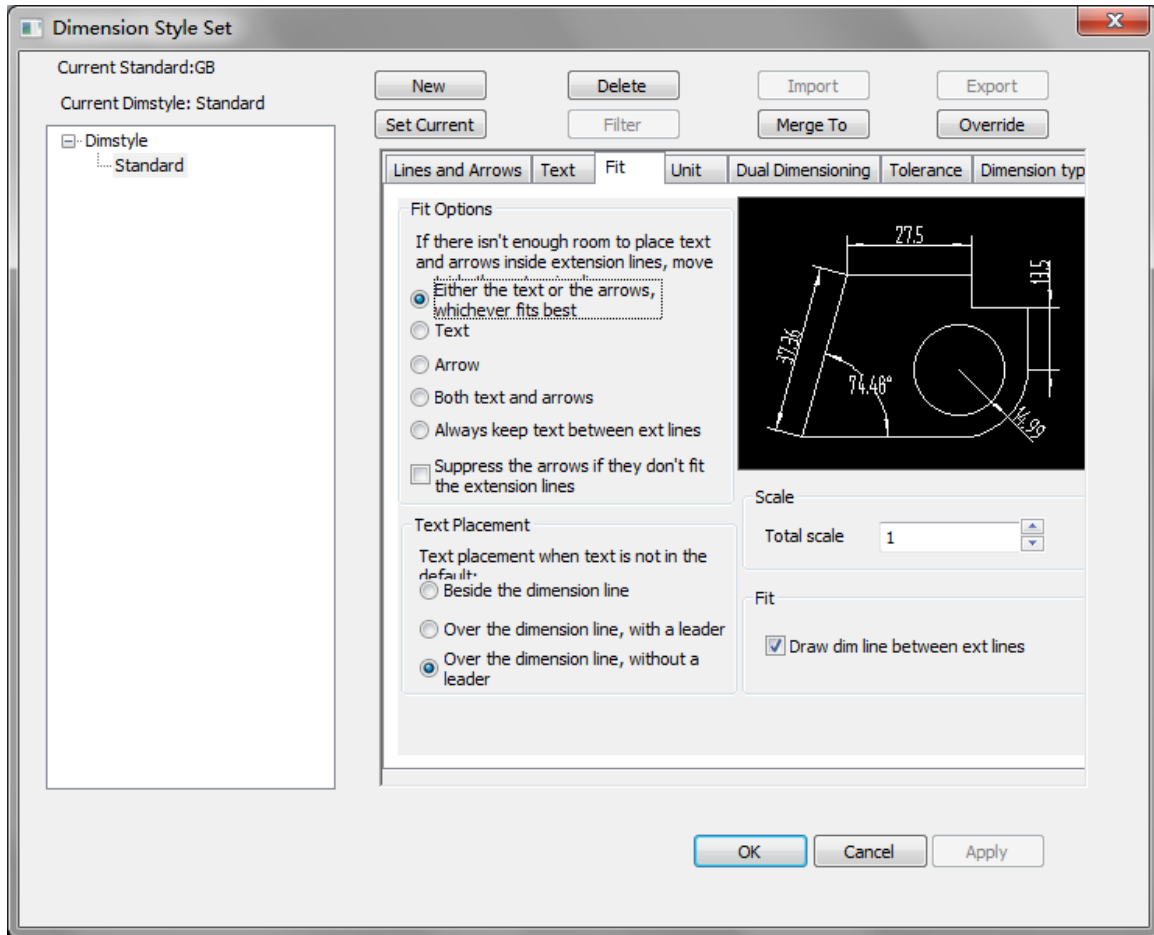 Dimension Style Set
Current Standard:GB
Current Dimstyle: Standard
Dimstyle
Standard
New
Delete
Import
Export
Set Current
Filter
Merge To
Override
Lines and Arrows
Text
Fit
Unit
Dual Dimensioning
Tolerance
Dimension typ
Fit Options
If there isn't enough room to place text
and arrows inside extension lines, move
Either the text or the arrows,
whichever fits best
Text
Arrow
Both text and arrows
Always keep text between ext lines
Suppress the arrows if they don't fit
the extension lines
Text Placement
Text placement when text is not in the
default:
Beside the dimension line
Over the dimension line, with a leader
Over the dimension line, without a
leader
27.5
13.5
37.36
74.46°
14.99
Scale
Total scale
1
Fit
Draw dim line between ext lines
OK
Cancel
Apply